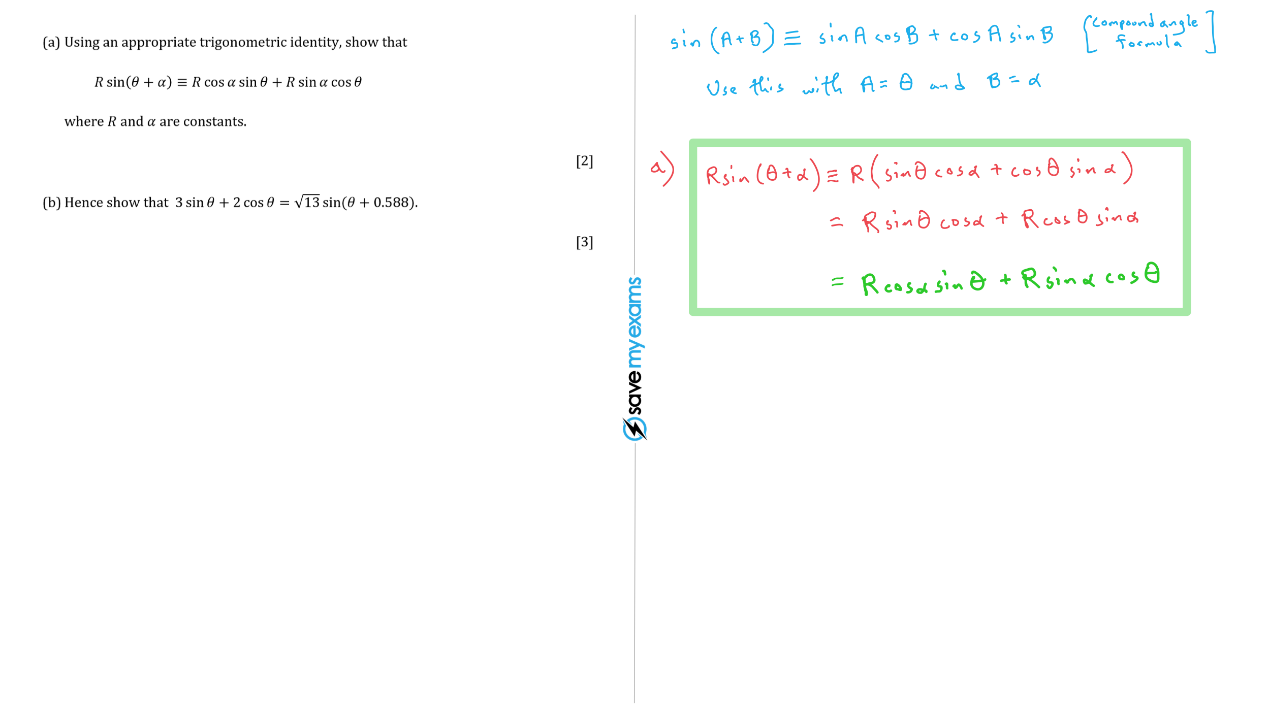 (a) Using an appropriate trigonometric identity, show that
R sin(θ + α) ≡ R cos α sin θ + R sin α cos θ
where R and α are constants.
[2]
(b) Hence show that 3 sin θ + 2 cos θ = √13 sin(θ + 0.588).
[3]
save my exams
sin (A+B) ≡ sin A cos B + cos A sin B [compound angle formula]
Use this with A = θ and B = α
a) R sin (θ+α) ≡ R (sin θ cos α + cos θ sin α)
= R sin θ cos α + R cos θ sin α
= R cos α sin θ + R sin α cos θ